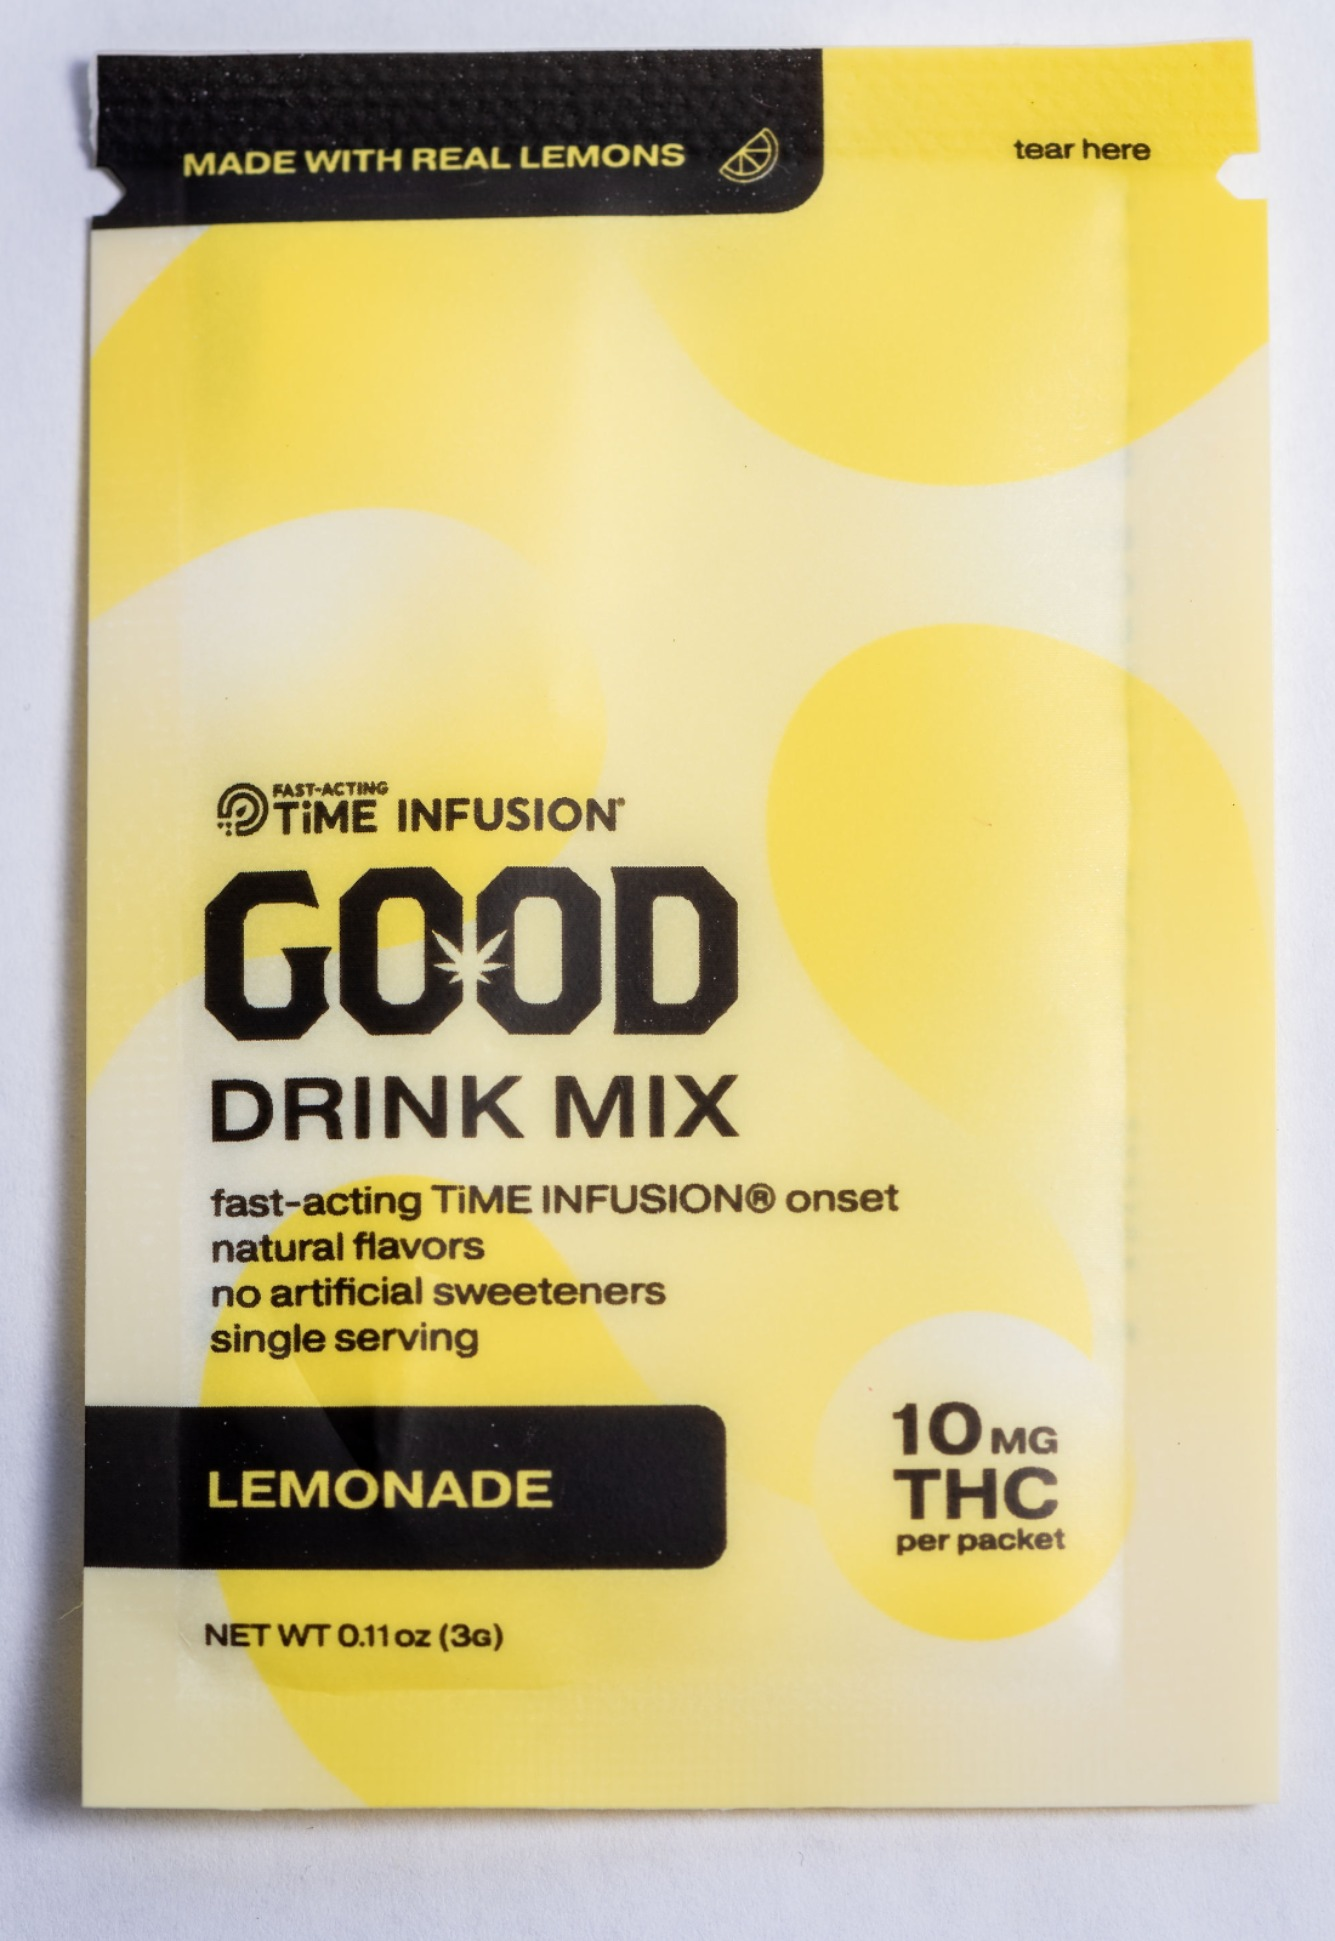 MADE WITH REAL LEMONS
tear here
FAST-ACTING
TiME INFUSION®
GOOD
DRINK MIX
fast-acting TiME INFUSION® onset
natural flavors
no artificial sweeteners
single serving
LEMONADE
10 MG
THC
per packet
NET WT 0.11 oz (3G)